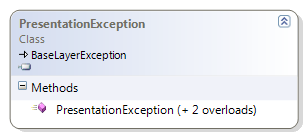 PresentationException
Class
BaseLayerException
Methods
PresentationException (+ 2 overloads)